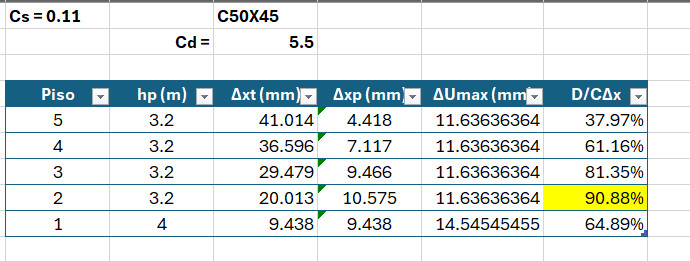 Cs = 0.11 C50X45
Cd = 5.5
Piso hp (m) Δxt (mm) Δxp (mm) ΔUmax (mm D/CΔx
5 3.2 41.014 4.418 11.63636364 37.97%
4 3.2 36.596 7.117 11.63636364 61.16%
3 3.2 29.479 9.466 11.63636364 81.35%
2 3.2 20.013 10.575 11.63636364 90.88%
1 4 9.438 9.438 14.54545455 64.89%